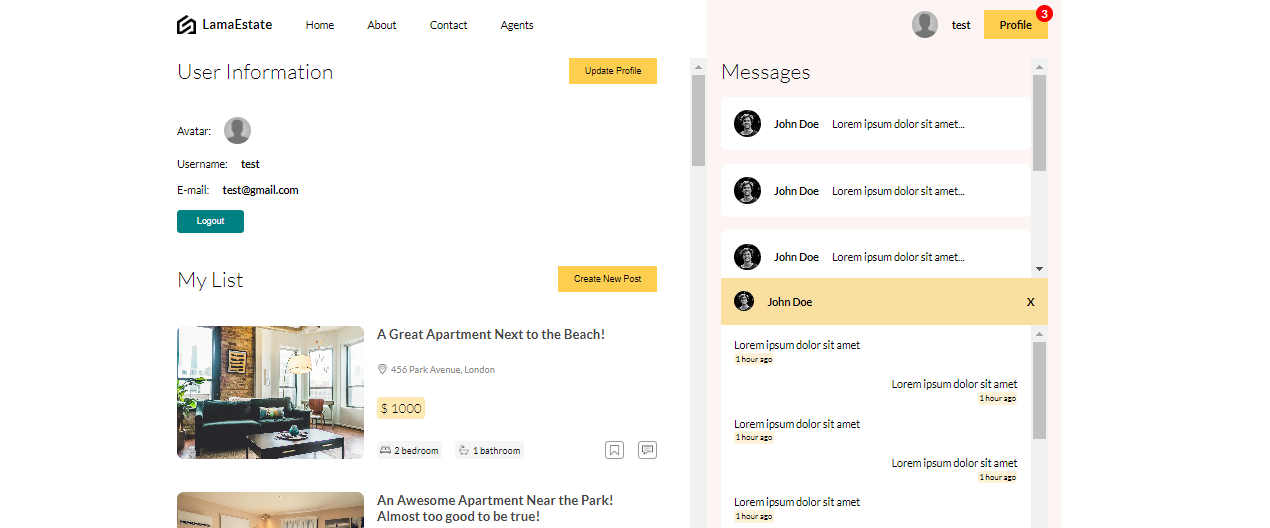 LamaEstate
Home
About
Contact
Agents
test
Profile
3
User Information
Update Profile
Avatar:
Username: test
E-mail: test@gmail.com
Logout
My List
Create New Post
A Great Apartment Next to the Beach!
456 Park Avenue, London
$ 1000
2 bedroom
1 bathroom
An Awesome Apartment Near the Park!
Almost too good to be true!
Messages
John Doe Lorem ipsum dolor sit amet...
John Doe Lorem ipsum dolor sit amet...
John Doe Lorem ipsum dolor sit amet...
John Doe
X
Lorem ipsum dolor sit amet
1 hour ago
Lorem ipsum dolor sit amet
1 hour ago
Lorem ipsum dolor sit amet
1 hour ago
Lorem ipsum dolor sit amet
1 hour ago
Lorem ipsum dolor sit amet
1 hour ago